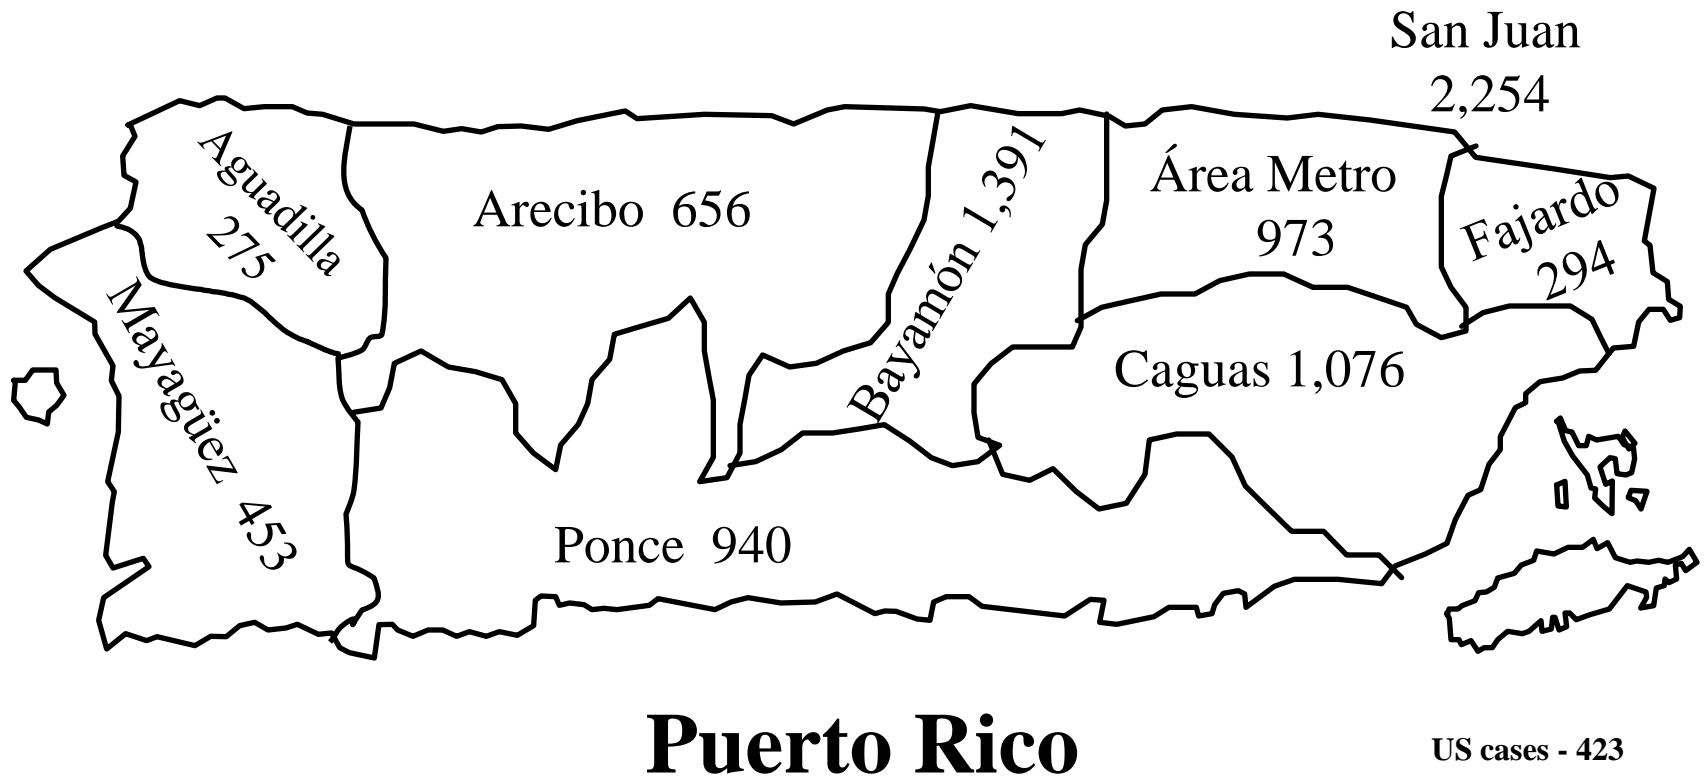 San Juan
2,254
Aguadilla
275
Arecibo 656
Bayamón 1,391
Área Metro
973
Fajardo
294
Mayagüez 453
Caguas 1,076
Ponce 940
Puerto Rico
US cases - 423